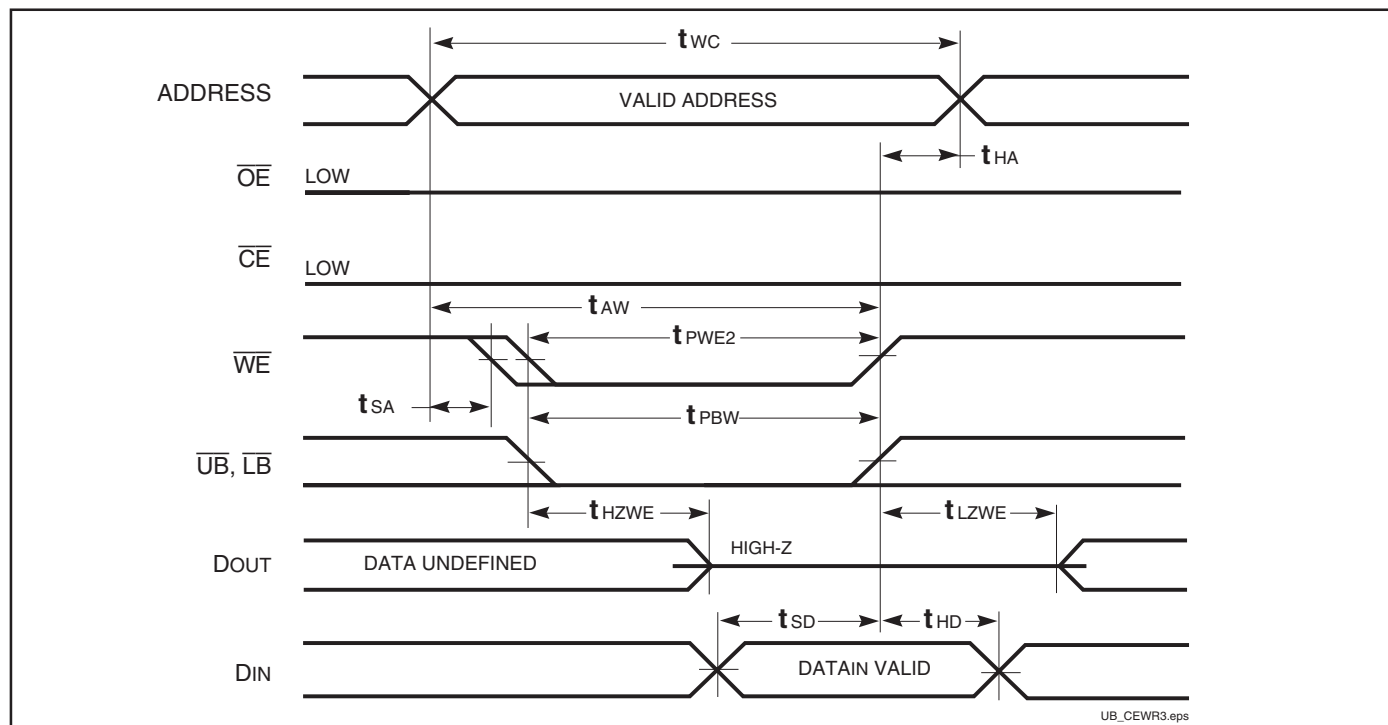 tWC
ADDRESS
VALID ADDRESS
tHA
OE
LOW
CE
LOW
tAW
tPWE2
WE
tSA
tPBW
UB, LB
tHZWE
tLZWE
DOUT
DATA UNDEFINED
HIGH-Z
tSD
tHD
DIN
DATAIN VALID
UB_CEWR3.eps